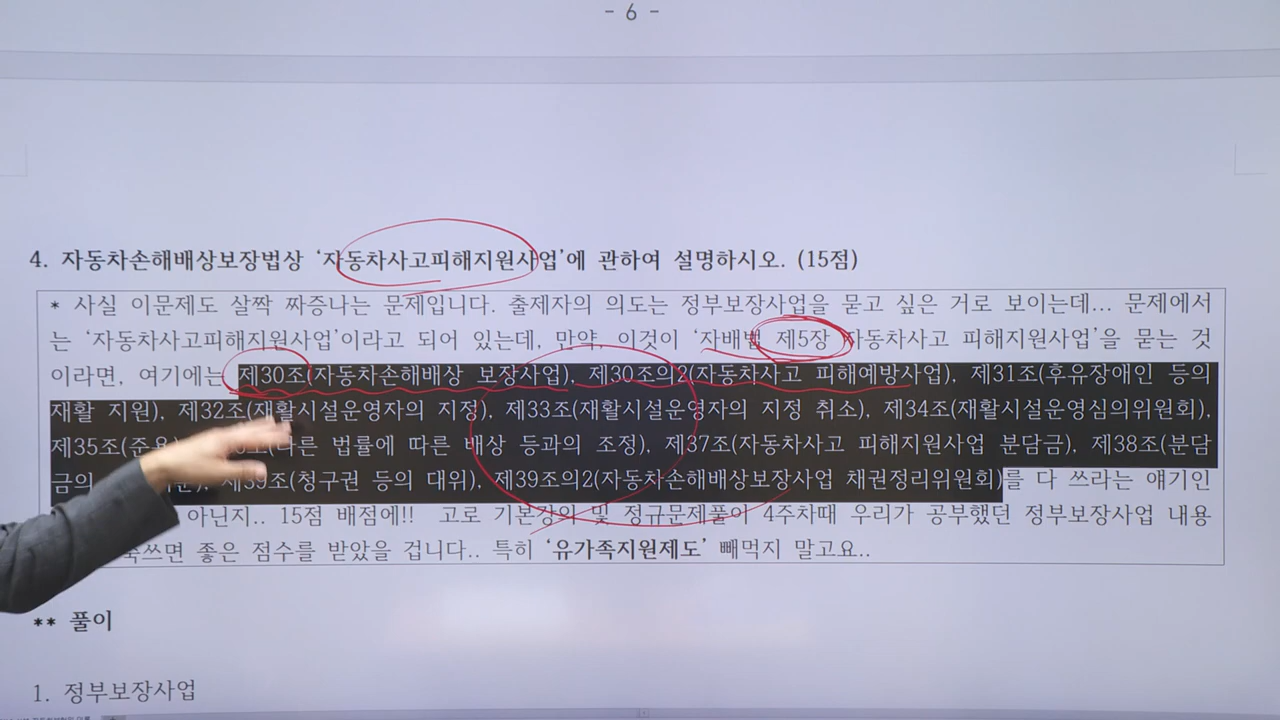 - 6 -
4. 자동차손해배상보장법상 ‘자동차사고피해지원사업’에 관하여 설명하시오. (15점)
* 사실 이문제도 살짝 짜증나는 문제입니다. 출제자의 의도는 정부보장사업을 묻고 싶은 거로 보이는데... 문제에서
는 ‘자동차사고피해지원사업’이라고 되어 있는데, 만약, 이것이 ‘자배법 제5장 자동차사고 피해지원사업’을 묻는 것
이라면, 여기에는 제30조(자동차손해배상 보장사업), 제30조의2(자동차사고 피해예방사업), 제31조(후유장애인 등의
재활 지원), 제32조(재활시설운영자의 지정), 제33조(재활시설운영자의 지정 취소), 제34조(재활시설운영심의위원회),
제35조(준용) 법률에 따른 배상 등과의 조정), 제37조(자동차사고 피해지원사업 분담금), 제38조(분담
금의 제39조(청구권 등의 대위), 제39조의2(자동차손해배상보장사업 채권정리위원회)를 다 쓰라는 얘기인
아닌지.. 15점 배점에!! 고로 기본강의 및 정규문제풀이 4주차때 우리가 공부했던 정부보장사업 내용
쓰면 좋은 점수를 받았을 겁니다.. 특히 ‘유가족지원제도’ 빼먹지 말고요..
** 풀이
1. 정부보장사업